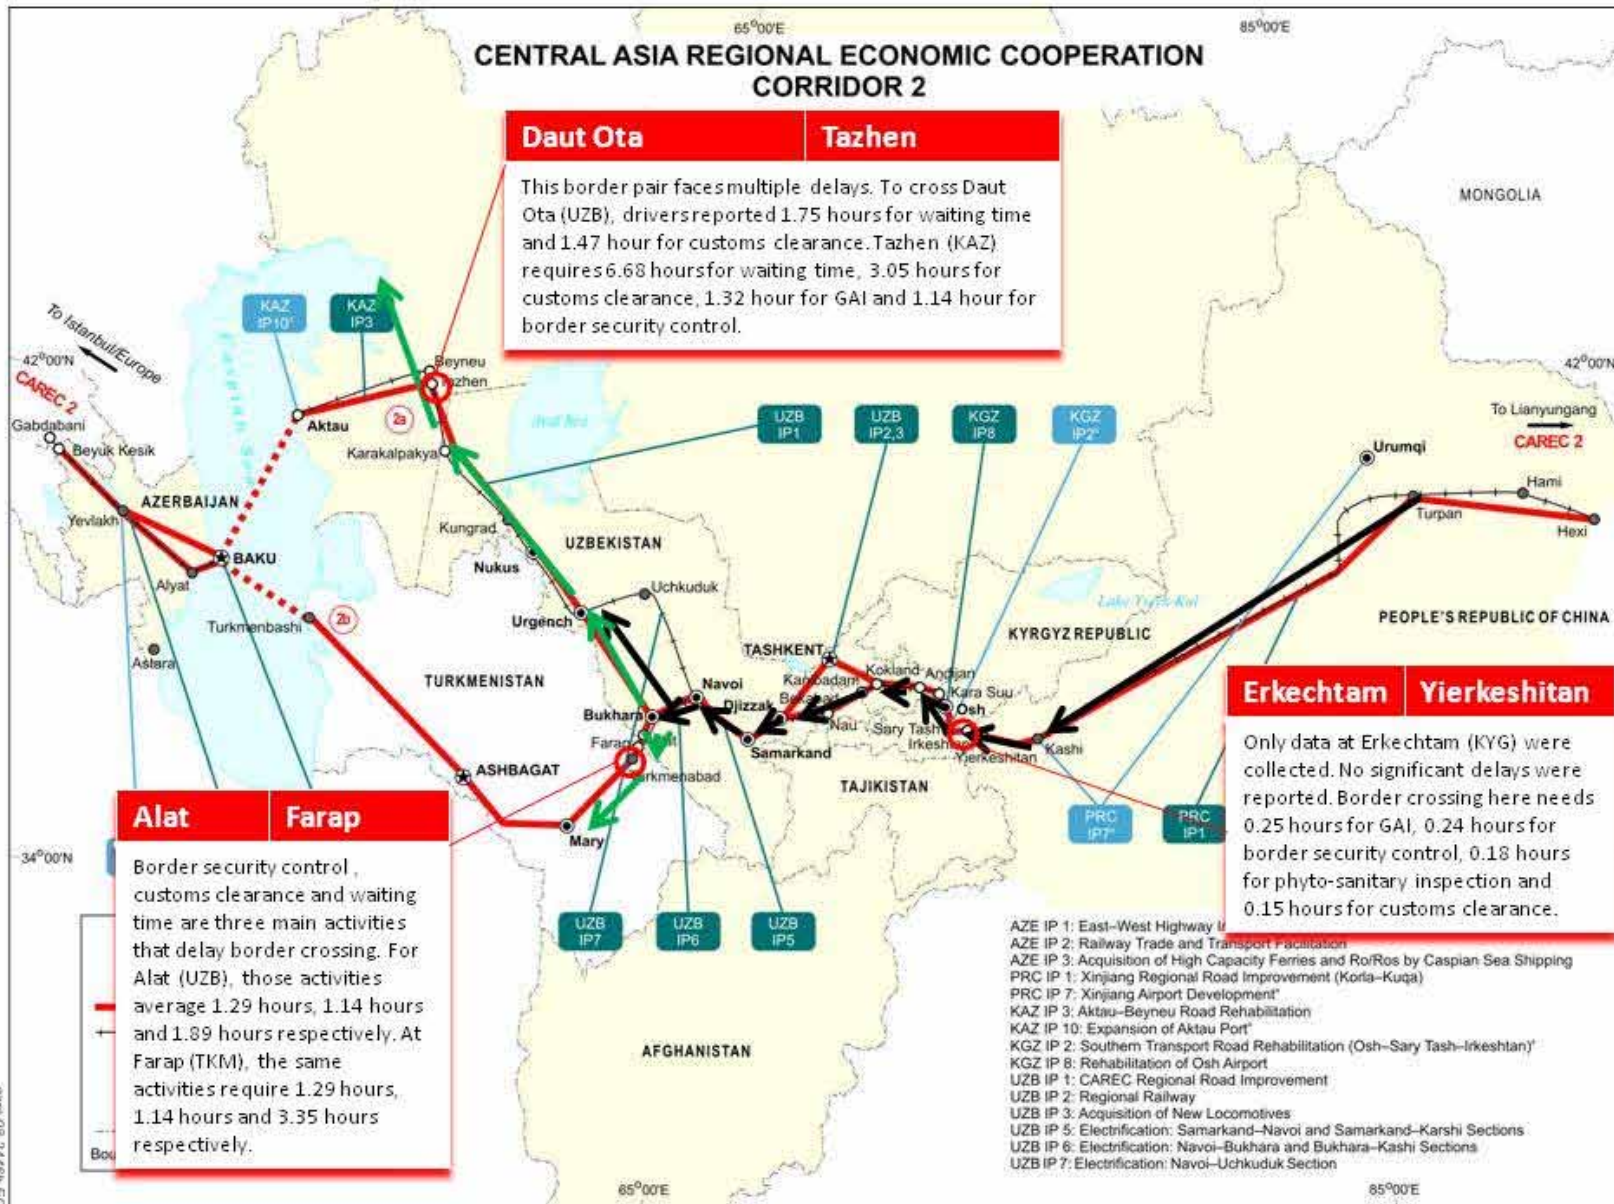 65°00'E
85°00'E
CENTRAL ASIA REGIONAL ECONOMIC COOPERATION
CORRIDOR 2
Daut Ota
Tazhen
This border pair faces multiple delays. To cross Daut
Ota (UZB), drivers reported 1.75 hours for waiting time
and 1.47 hour for customs clearance. Tazhen (KAZ)
requires 6.68 hours for waiting time, 3.05 hours for
customs clearance, 1.32 hour for GAI and 1.14 hour for
border security control.
MONGOLIA
KAZ
IP10
KAZ
IP3
To Istanbul/Europe
42°00'N
42°00'N
CAREC 2
Gabdabani
Beyuk Kesik
Beyneu
Tazhen
Aktau
2a
Karakalpakya
Aral Sea
UZB
IP1
UZB
IP2,3
KGZ
IP8
KGZ
IP2
To Lianyungang
CAREC 2
Urumqi
Hami
Turpan
Hexi
AZERBAIJAN
Yevlakh
BAKU
Alyat
Kungrad
UZBEKISTAN
Nukus
Uchkuduk
Turkmenbashi
2b
Astara
Urgench
TURKMENISTAN
TASHKENT
KYRGYZ REPUBLIC
PEOPLE'S REPUBLIC OF CHINA
Kokland
Andijan
Kanibadam
Kara Suu
Navoi
Djizzak
Osh
Bukhara
Nau
Sary Tash
Samarkand
Yierkeshitan
Kashi
ASHBAGAT
TAJIKISTAN
Mary
Erkechtam
Yierkeshitan
Only data at Erkechtam (KYG) were
collected. No significant delays were
reported. Border crossing here needs
0.25 hours for GAI, 0.24 hours for
border security control, 0.18 hours
for phyto-sanitary inspection and
0.15 hours for customs clearance.
PRC
IP7
PRC
IP1
34°00'N
Alat
Farap
Border security control ,
customs clearance and waiting
time are three main activities
that delay border crossing. For
Alat (UZB), those activities
average 1.29 hours, 1.14 hours
and 1.89 hours respectively. At
Farap (TKM), the same
activities require 1.29 hours,
1.14 hours and 3.35 hours
respectively.
UZB
IP7
UZB
IP6
UZB
IP5
AFGHANISTAN
AZE IP 1: East–West Highway
AZE IP 2: Railway Trade and Transport Facilitation
AZE IP 3: Acquisition of High Capacity Ferries and Ro/Ros by Caspian Sea Shipping
PRC IP 1: Xinjiang Regional Road Improvement (Korla–Kuqa)
PRC IP 7: Xinjiang Airport Development
KAZ IP 3: Aktau–Beyneu Road Rehabilitation
KAZ IP 10: Expansion of Aktau Port
KGZ IP 2: Southern Transport Road Rehabilitation (Osh–Sary Tash–Irkeshtan)
KGZ IP 8: Rehabilitation of Osh Airport
UZB IP 1: CAREC Regional Road Improvement
UZB IP 2: Regional Railway
UZB IP 3: Acquisition of New Locomotives
UZB IP 5: Electrification: Samarkand–Navoi and Samarkand–Karshi Sections
UZB IP 6: Electrification: Navoi–Bukhara and Bukhara–Kashi Sections
UZB IP 7: Electrification: Navoi–Uchkuduk Section
65°00'E
85°00'E